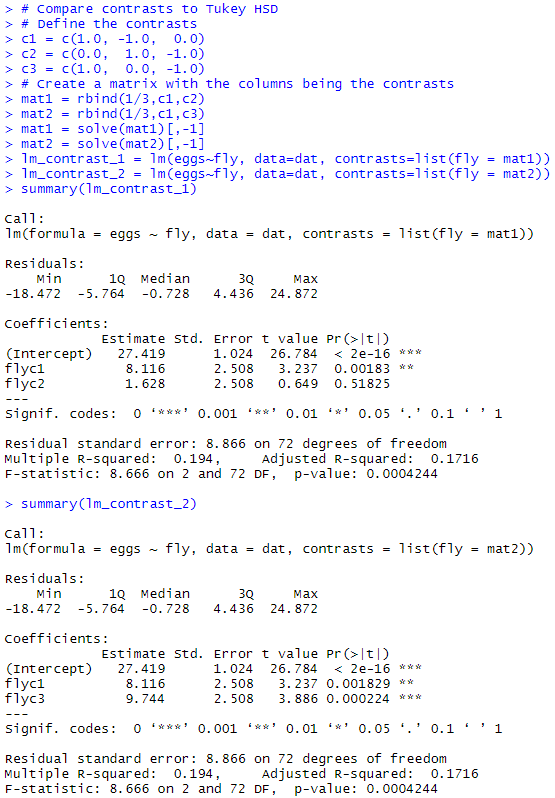 > # Compare contrasts to Tukey HSD
> # Define the contrasts
> c1 = c(1.0, -1.0,  0.0)
> c2 = c(0.0,  1.0, -1.0)
> c3 = c(1.0,  0.0, -1.0)
> # Create a matrix with the columns being the contrasts
> mat1 = rbind(1/3,c1,c2)
> mat2 = rbind(1/3,c1,c3)
> mat1 = solve(mat1)[,-1]
> mat2 = solve(mat2)[,-1]
> lm_contrast_1 = lm(eggs~fly, data=dat, contrasts=list(fly = mat1))
> lm_contrast_2 = lm(eggs~fly, data=dat, contrasts=list(fly = mat2))
> summary(lm_contrast_1)
Call:
lm(formula = eggs ~ fly, data = dat, contrasts = list(fly = mat1))
Residuals:
    Min      1Q  Median      3Q     Max
-18.472  -5.764  -0.728   4.436  24.872
Coefficients:
            Estimate Std. Error t value Pr(>|t|)
(Intercept)   27.419      1.024  26.784  < 2e-16 ***
flyc1          8.116      2.508   3.237  0.00183 **
flyc2          1.628      2.508   0.649  0.51825
---
Signif. codes:  0 ‘***’ 0.001 ‘**’ 0.01 ‘*’ 0.05 ‘.’ 0.1 ‘ ’ 1
Residual standard error: 8.866 on 72 degrees of freedom
Multiple R-squared:  0.194,	Adjusted R-squared:  0.1716
F-statistic: 8.666 on 2 and 72 DF,  p-value: 0.0004244
> summary(lm_contrast_2)
Call:
lm(formula = eggs ~ fly, data = dat, contrasts = list(fly = mat2))
Residuals:
    Min      1Q  Median      3Q     Max
-18.472  -5.764  -0.728   4.436  24.872
Coefficients:
            Estimate Std. Error t value Pr(>|t|)
(Intercept)   27.419      1.024  26.784  < 2e-16 ***
flyc1          8.116      2.508   3.237 0.001829 **
flyc3          9.744      2.508   3.886 0.000224 ***
---
Signif. codes:  0 ‘***’ 0.001 ‘**’ 0.01 ‘*’ 0.05 ‘.’ 0.1 ‘ ’ 1
Residual standard error: 8.866 on 72 degrees of freedom
Multiple R-squared:  0.194,	Adjusted R-squared:  0.1716
F-statistic: 8.666 on 2 and 72 DF,  p-value: 0.0004244